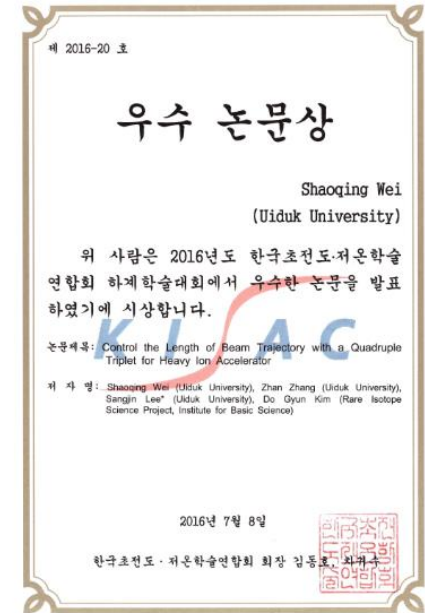 제 2016-20 호
우수 논문상
Shaoqing Wei
(Uiduk University)
위 사람은 2016년도 한국초전도·저온학술
연합회 하계학술대회에서 우수한 논문을 발표
하였기에 시상합니다.
KISAC
논문제목: Control the Length of Beam Trajectory with a Quadruple
Triplet for Heavy Ion Accelerator
저 자 명: Shaoqing Wei (Uiduk University), Zhan Zhang (Uiduk University),
Sangjin Lee* (Uiduk University), Do Gyun Kim (Rare Isotope
Science Project, Institute for Basic Science)
2016년 7월 8일
한국초전도·저온학술연합회 회장 김동호,